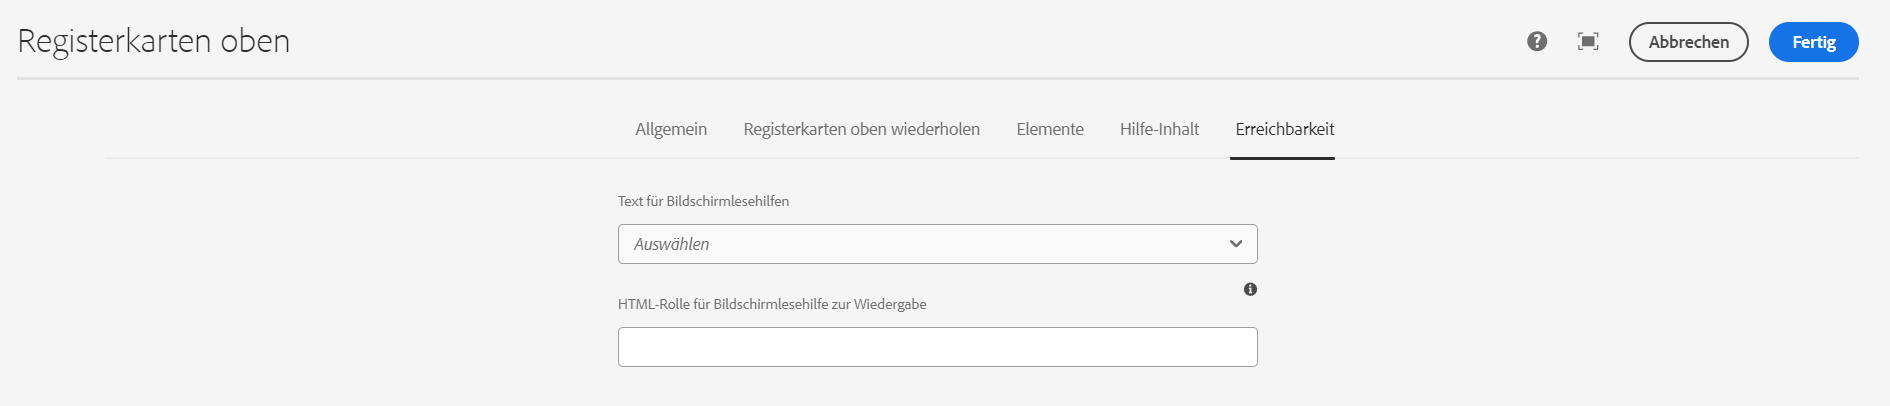 Registerkarten oben
Abbrechen
Fertig
Allgemein
Registerkarten oben wiederholen
Elemente
Hilfe-Inhalt
Erreichbarkeit
Text für Bildschirmlesehilfen
Auswählen
HTML-Rolle für Bildschirmlesehilfe zur Wiedergabe